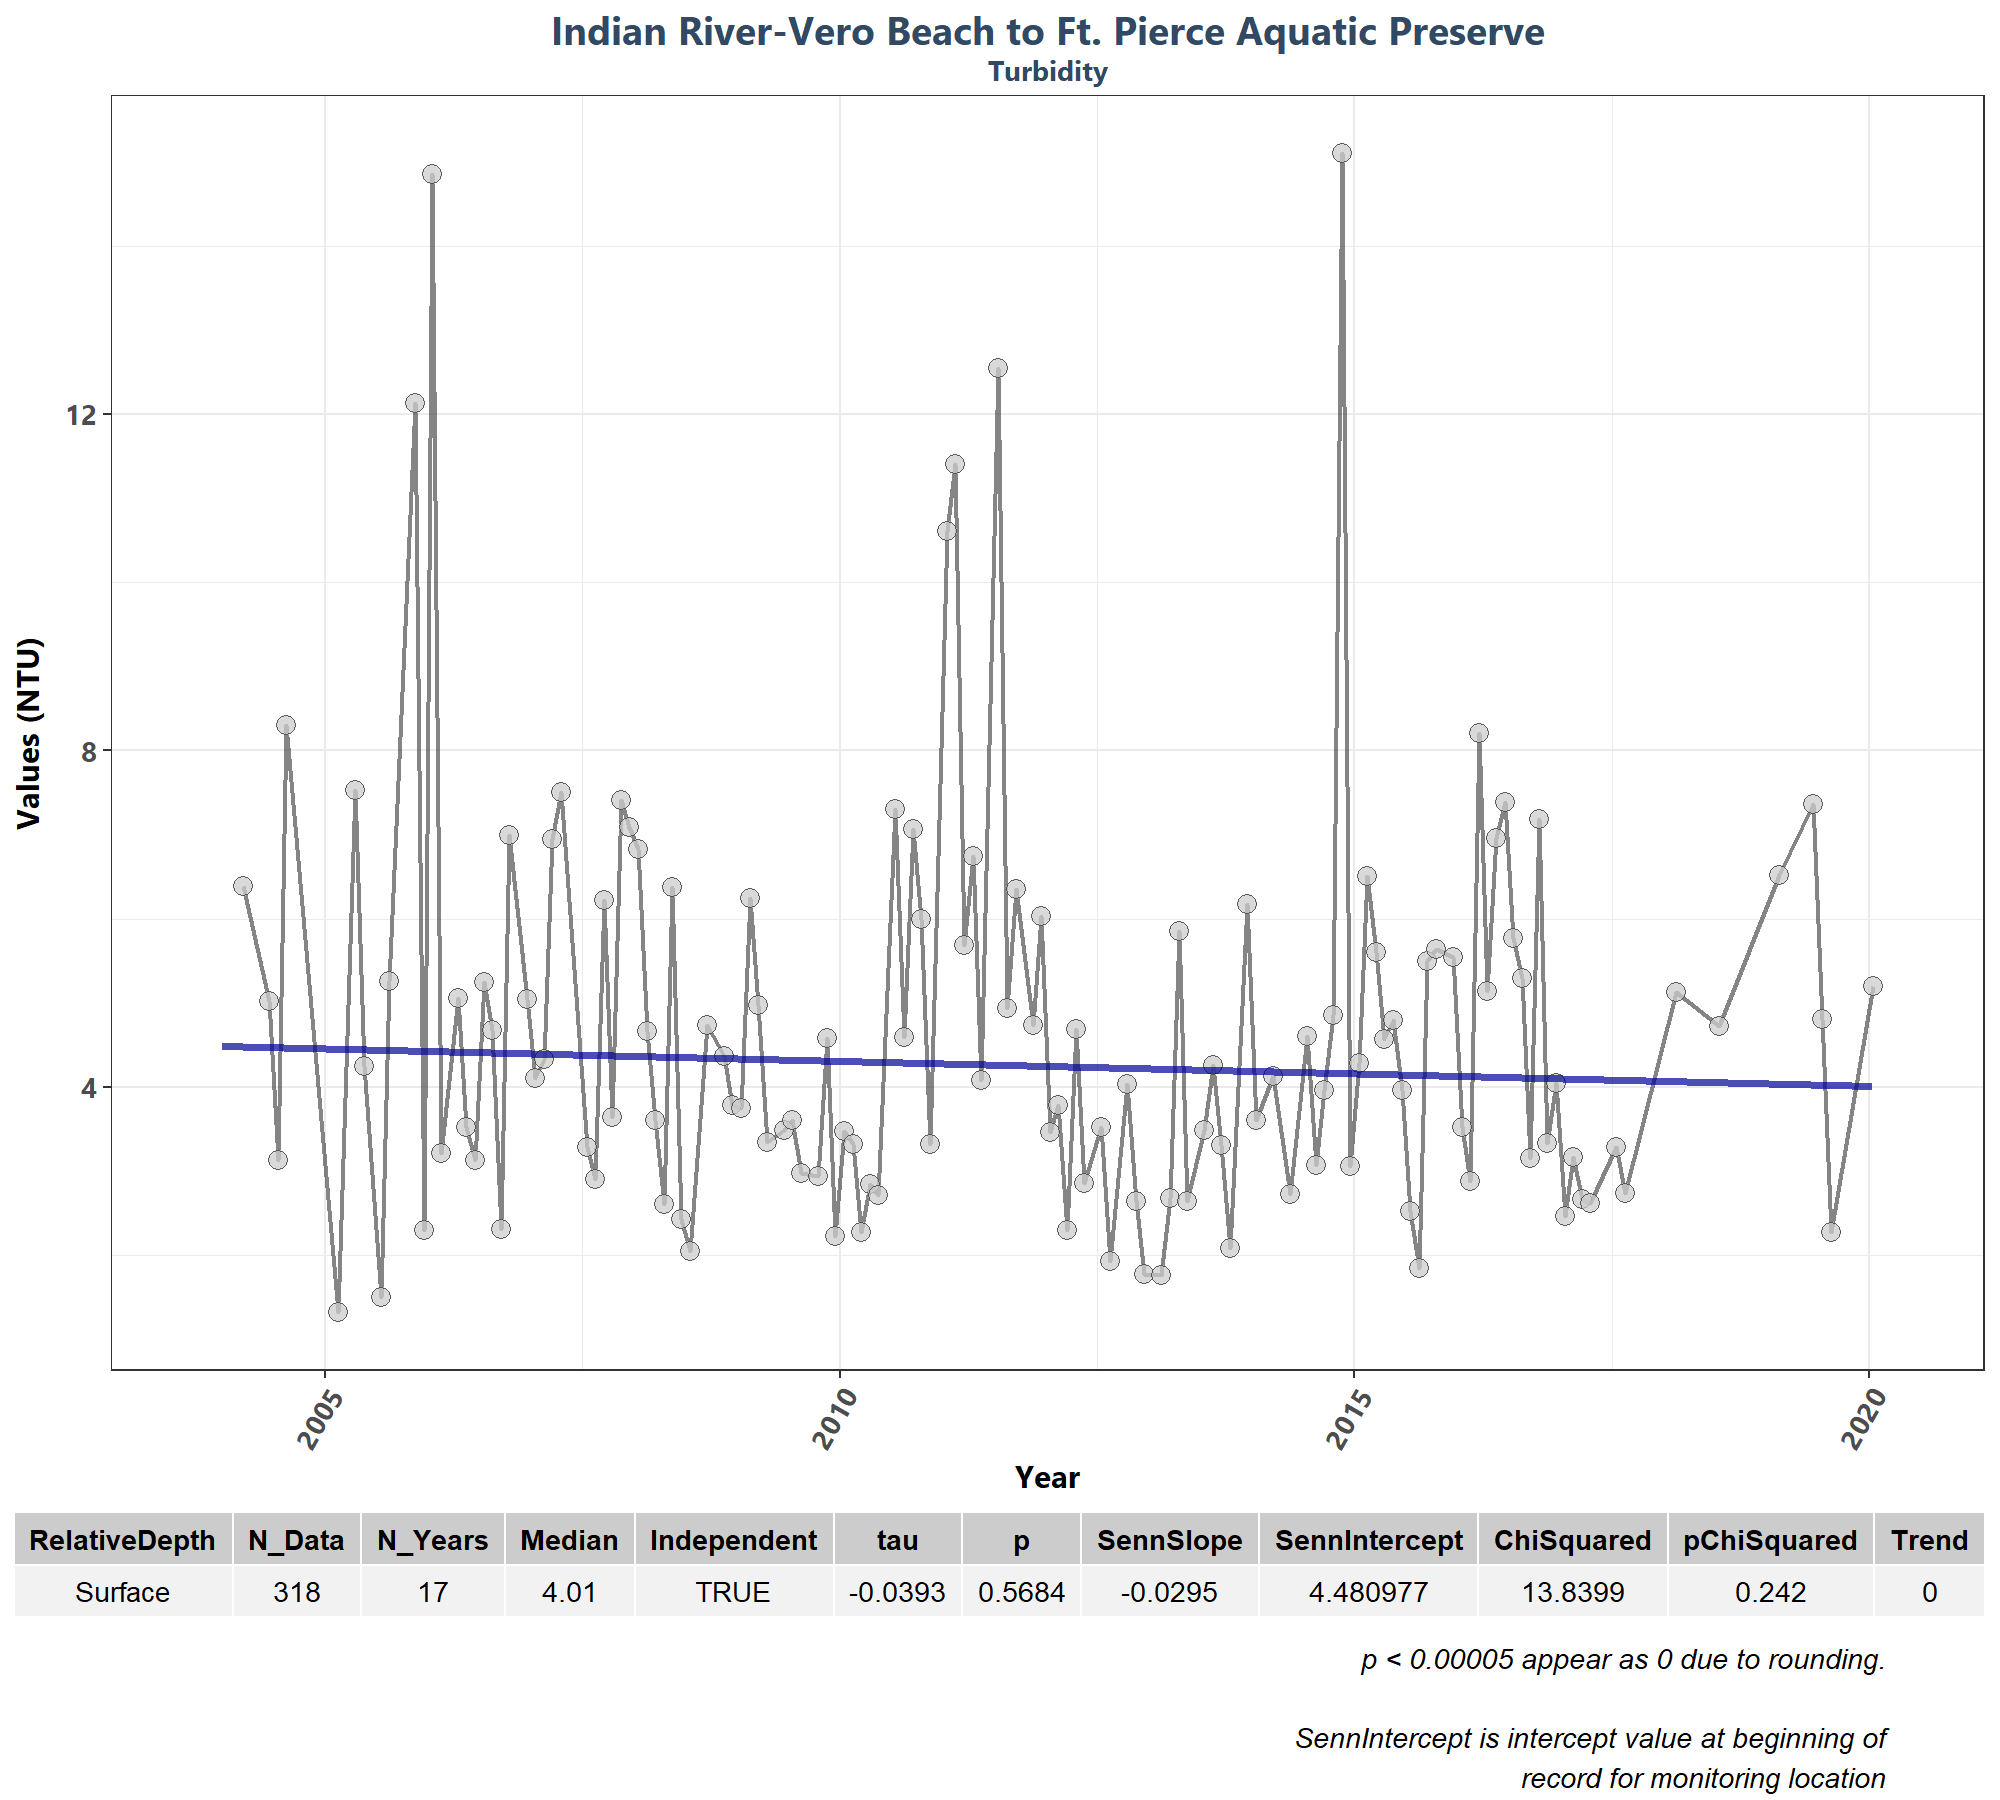 Indian River-Vero Beach to Ft. Pierce Aquatic Preserve
Turbidity
Values (NTU)
12
8
4
2005
2010
2015
2020
Year
RelativeDepth N_Data N_Years Median Independent tau p SennSlope SennIntercept ChiSquared pChiSquared Trend
Surface 318 17 4.01 TRUE -0.0393 0.5684 -0.0295 4.480977 13.8399 0.242 0
p < 0.00005 appear as 0 due to rounding.
SennIntercept is intercept value at beginning of
record for monitoring location